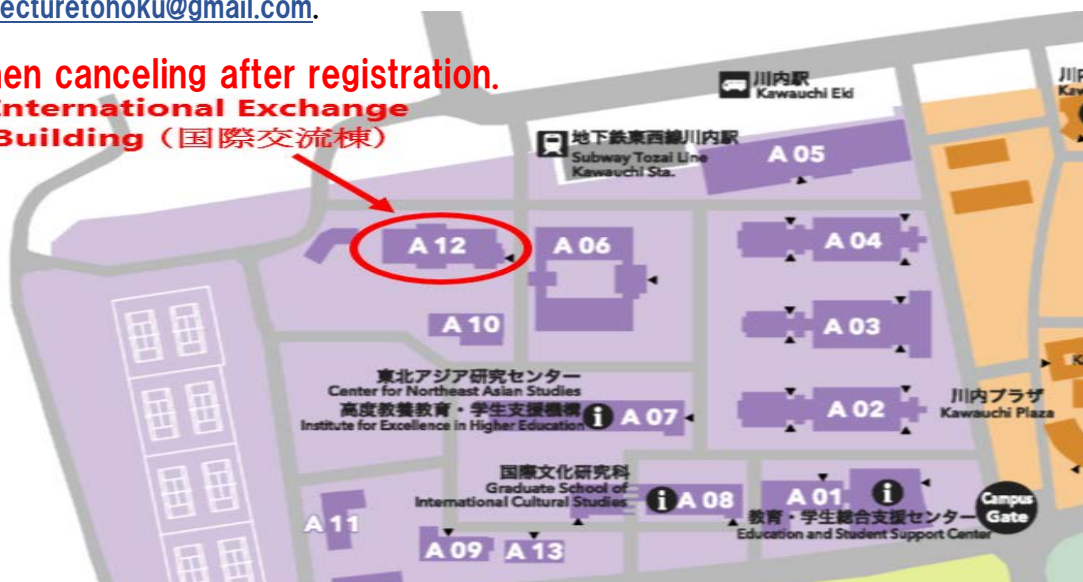 ecturetohoku@gmail.com.
en canceling after registration.
International Exchange
Building（国際交流棟）
川内駅
Kawauchi Eki
地下鉄東西線川内駅
Subway Tozai Line
Kawauchi Sta.
A 05
A 12
A 06
A 04
A 10
A 03
東北アジア研究センター
Center for Northeast Asian Studies
高度教養教育・学生支援機構
Institute for Excellence in Higher Education
A 07
A 02
川内プラザ
Kawauchi Plaza
国際文化研究科
Graduate School of
International Cultural Studies
A 08
A 01
教育・学生総合支援センター
Education and Student Support Center
Campus
Gate
A 11
A 09
A 13